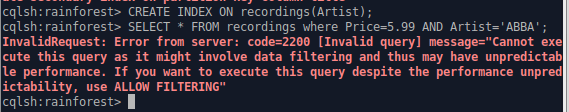 cqlsh:rainforest> CREATE INDEX ON recordings(Artist);
cqlsh:rainforest> SELECT * FROM recordings where Price=5.99 AND Artist='ABBA';
InvalidRequest: Error from server: code=2200 [Invalid query] message="Cannot exe
cute this query as it might involve data filtering and thus may have unpredictab
le performance. If you want to execute this query despite the performance unpred
ictability, use ALLOW FILTERING"
cqlsh:rainforest>